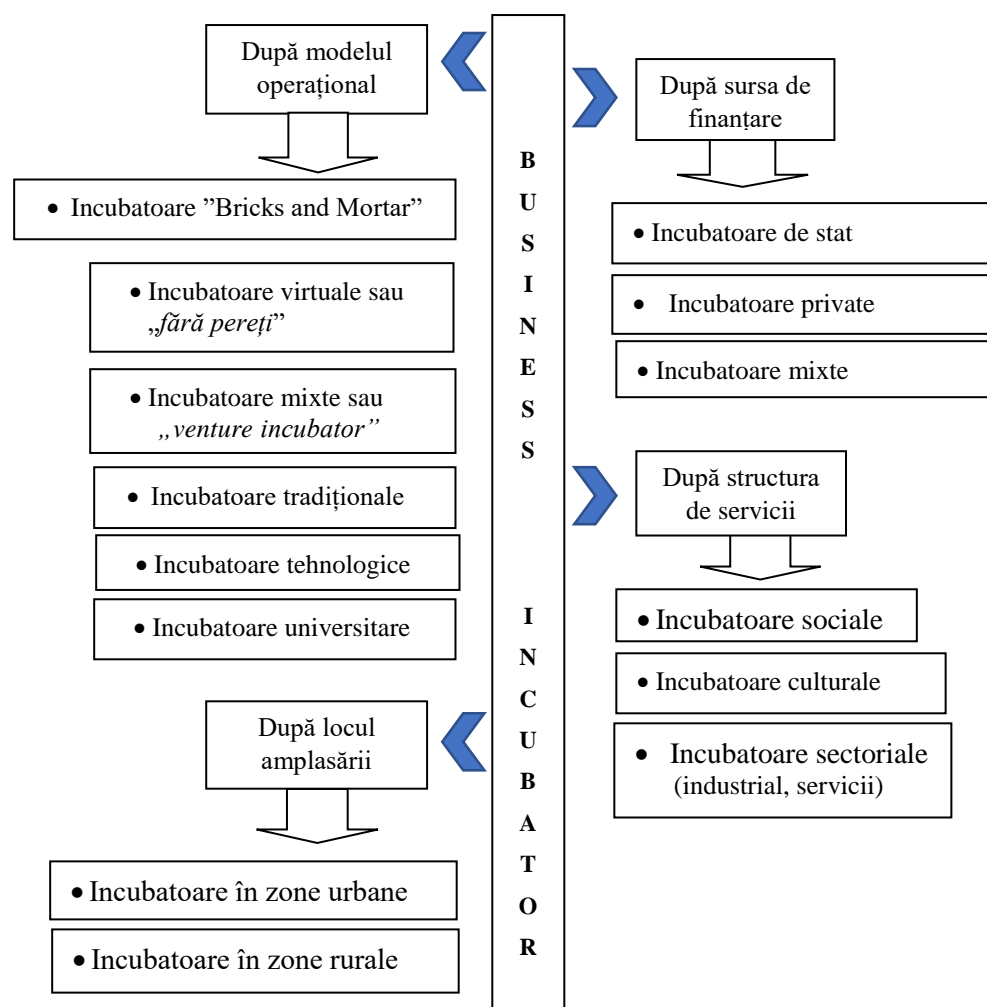 După modelul
operațional
• Incubatoare ”Bricks and Mortar”
• Incubatoare virtuale sau
„fără pereți”
• Incubatoare mixte sau
„venture incubator”
• Incubatoare tradiționale
• Incubatoare tehnologice
• Incubatoare universitare
După locul
amplasării
• Incubatoare în zone urbane
• Incubatoare în zone rurale
B
U
S
I
N
E
S
S
I
N
C
U
B
A
T
O
R
După sursa de
finanțare
• Incubatoare de stat
• Incubatoare private
• Incubatoare mixte
După structura
de servicii
• Incubatoare sociale
• Incubatoare culturale
• Incubatoare sectoriale
(industrial, servicii)